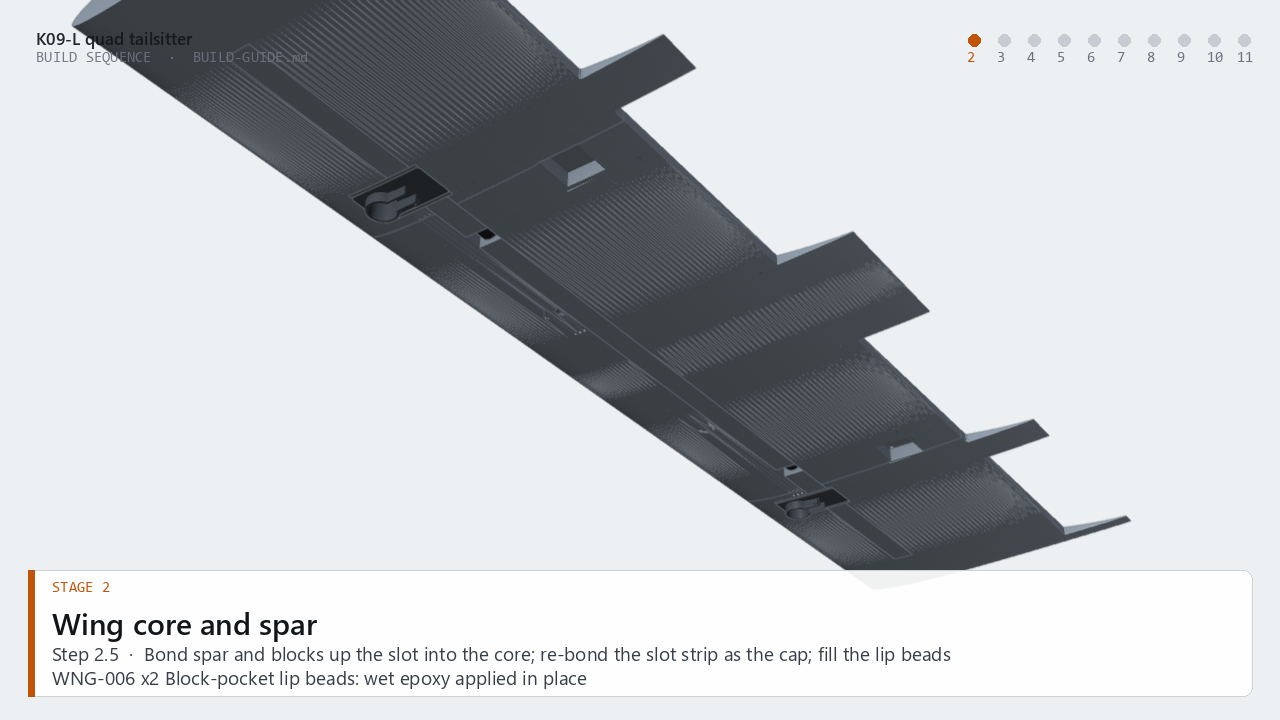 K09-L quad tailsitter
BUILD SEQUENCE · BUILD-GUIDE.md
2 3 4 5 6 7 8 9 10 11
STAGE 2
Wing core and spar
Step 2.5 · Bond spar and blocks up the slot into the core; re-bond the slot strip as the cap; fill the lip beads
WNG-006 x2 Block-pocket lip beads: wet epoxy applied in place